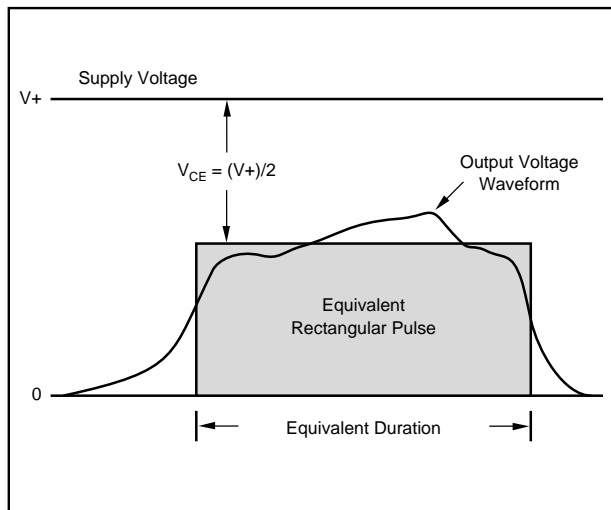 Supply Voltage
V+
V_CE = (V+)/2
Output Voltage
Waveform
Equivalent
Rectangular Pulse
0
Equivalent Duration